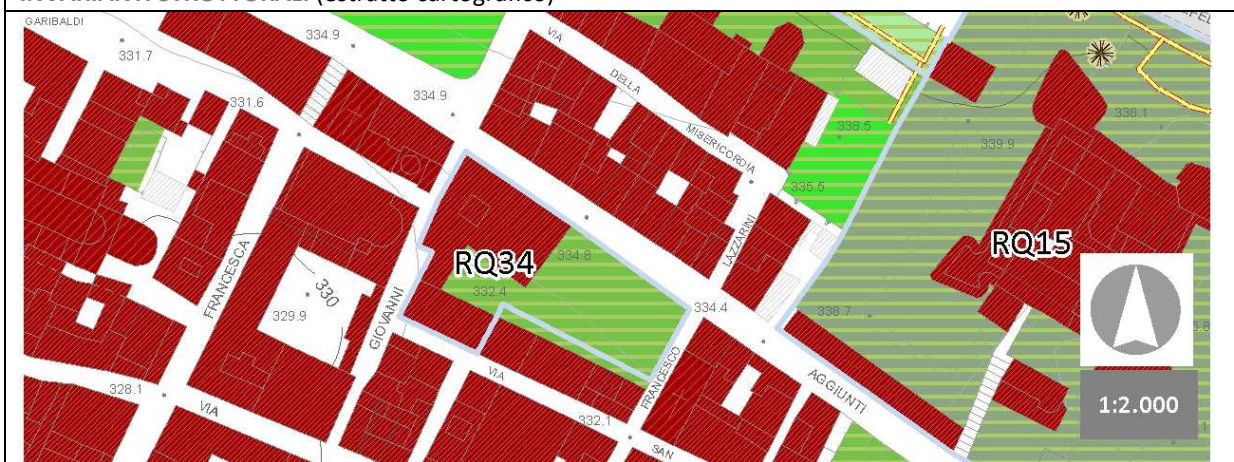 (estratto cartografico)
GARIBALDI
331.7
334.9
VIA
DELLA
MISERICORDIA
331.6
334.9
338.5
338.1
339.9
335.5
LAZZARINI
RQ15
RQ34
334.8
332.4
FRANCESCA
330
329.9
GIOVANNI
334.4
338.7
VIA
FRANCESCO
AGGIUNTI
328.1
VIA
332.1
SAN
1:2.000